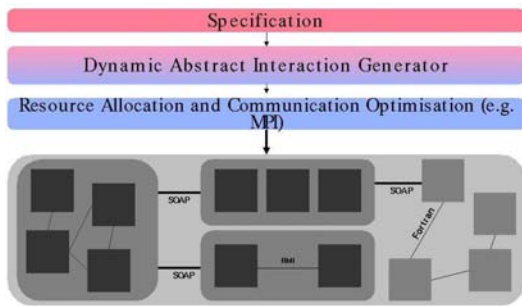 Specification
Dynamic Abstract Interaction Generator
Resource Allocation and Communication Optimisation (e.g.
MPI)
SOAP
SOAP
Fortran
RMI
SOAP